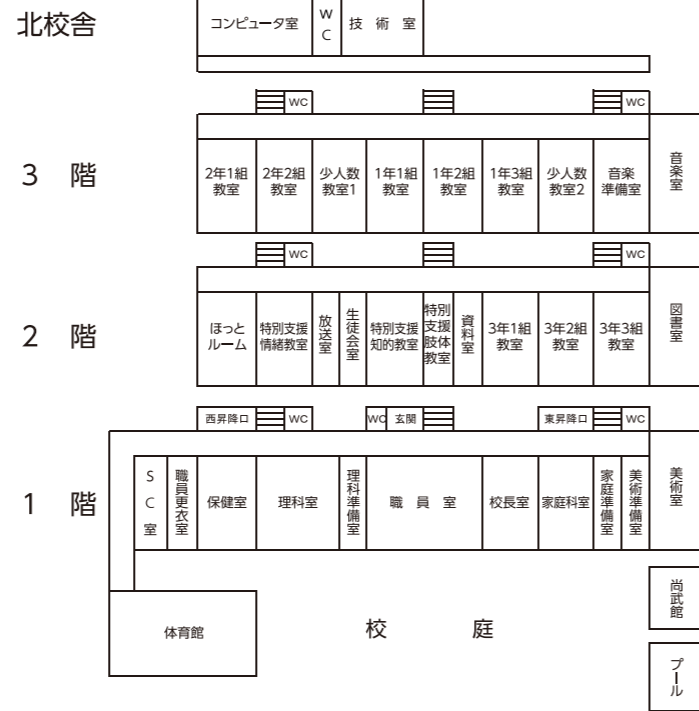 北校舎
コンピュータ室
WC
技術室
WC
WC
3階
2年1組
教室
2年2組
教室
少人数
教室1
1年1組
教室
1年2組
教室
1年3組
教室
少人数
教室2
音楽
準備室
音楽室
WC
WC
2階
ほっと
ルーム
特別支援
情緒教室
放送室
生徒会室
特別支援
知的教室
特別
支援
肢体
教室
資料室
3年1組
教室
3年2組
教室
3年3組
教室
図書室
西昇降口
WC
WC
玄関
東昇降口
WC
1階
SC室
職員更衣室
保健室
理科室
理科準備室
職員室
校長室
家庭科室
家庭準備室
美術準備室
美術室
体育館
校庭
尚武館
プール